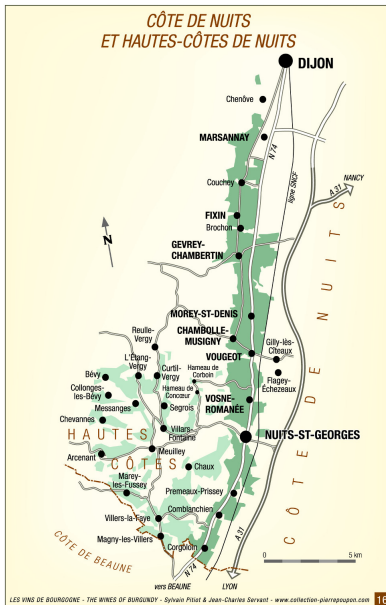 CÔTE DE NUITS
ET HAUTES-CÔTES DE NUITS
DIJON
Chenôve
MARSANNAY
N 74
Couchey
ligne SNCF
NANCY
A 31
FIXIN
Brochon
GEVREY-
CHAMBERTIN
N
MOREY-ST-DENIS
CHAMBOLLE-
MUSIGNY
Reulle-
Vergy
VOUGEOT
Gilly-lès-
Cîteaux
L'Étang-
Vergy
Curtil-
Vergy
Hameau de
Corboin
Bévy
Flagey-
Échezeaux
Collonges-
lès-Bévy
Hameau de
Concœur
Messanges
Segrois
VOSNE-
ROMANÉE
Chevannes
Villars-
Fontaine
HAUTES
CÔTES
NUITS-ST-GEORGES
Meuilley
Arcenant
Chaux
Marey-
les-Fussey
Premeaux-Prissey
Comblanchien
Villers-la-Faye
Magny-les-Villers
Corgoloin
CÔTE DE NUITS
CÔTE DE BEAUNE
A 31
0 5 km
N 74
vers BEAUNE
LYON
LES VINS DE BOURGOGNE - THE WINES OF BURGUNDY - Sylvain Pitiot & Jean-Charles Servant - www.collection-pierrepoupon.com